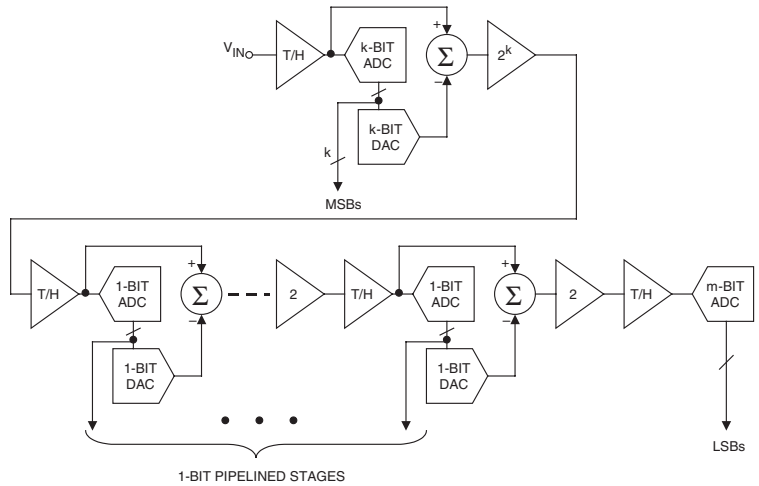 V_IN
T/H
k-BIT
ADC
+
Σ
−
2^k
k-BIT
DAC
k
MSBs
T/H
1-BIT
ADC
+
Σ
−
2
T/H
1-BIT
ADC
+
Σ
−
2
T/H
m-BIT
ADC
1-BIT
DAC
1-BIT
DAC
LSBs
1-BIT PIPELINED STAGES